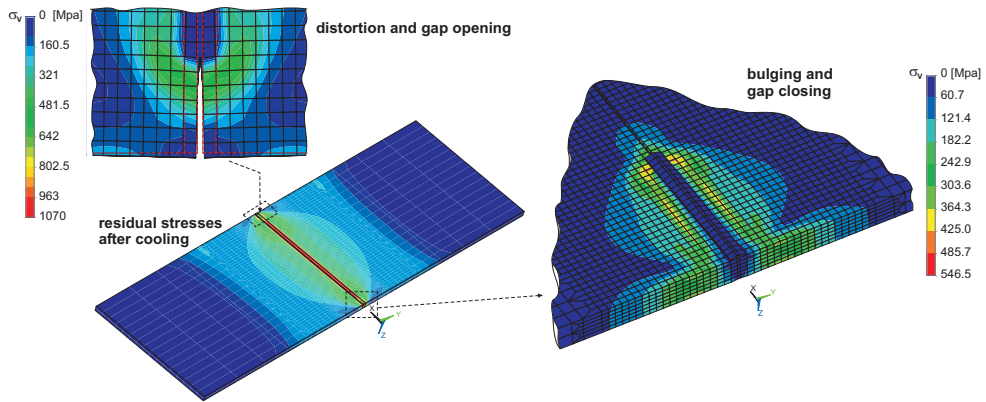 σv 0 [Mpa]
160.5
321
481.5
642
802.5
963
1070
distortion and gap opening
residual stresses
after cooling
X
Y
Z
bulging and
gap closing
X
Y
Z
σv 0 [Mpa]
60.7
121.4
182.2
242.9
303.6
364.3
425.0
485.7
546.5